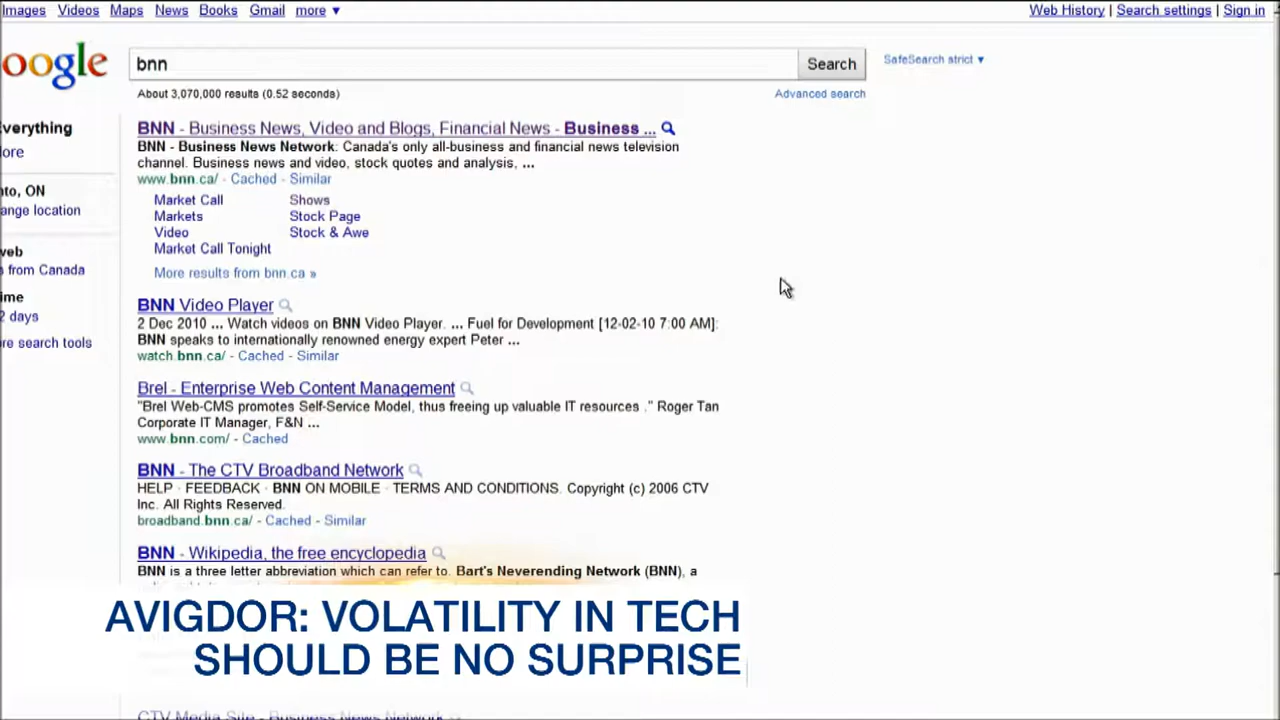 Images Videos Maps News Books Gmail more ▼
Web History | Search settings | Sign in
oogle
bnn
Search
SafeSearch strict ▼
About 3,070,000 results (0.52 seconds)
Advanced search
verything
ore
nto, ON
ange location
web
s from Canada
ime
2 days
re search tools
BNN - Business News, Video and Blogs, Financial News - Business ...
BNN - Business News Network: Canada's only all-business and financial news television
channel. Business news and video, stock quotes and analysis, ...
www.bnn.ca/ - Cached - Similar
Market Call Shows
Markets Stock Page
Video Stock & Awe
Market Call Tonight
More results from bnn.ca »
BNN Video Player
2 Dec 2010 ... Watch videos on BNN Video Player. ... Fuel for Development [12-02-10 7:00 AM]:
BNN speaks to internationally renowned energy expert Peter ...
watch.bnn.ca/ - Cached - Similar
Brel - Enterprise Web Content Management
"Brel Web-CMS promotes Self-Service Model, thus freeing up valuable IT resources ." Roger Tan
Corporate IT Manager, F&N ...
www.bnn.com/ - Cached
BNN - The CTV Broadband Network
HELP · FEEDBACK · BNN ON MOBILE · TERMS AND CONDITIONS. Copyright (c) 2006 CTV
Inc. All Rights Reserved.
broadband.bnn.ca/ - Cached - Similar
BNN - Wikipedia, the free encyclopedia
BNN is a three letter abbreviation which can refer to. Bart's Neverending Network (BNN), a
AVIGDOR: VOLATILITY IN TECH
SHOULD BE NO SURPRISE
CTV Media Site - Business News Network